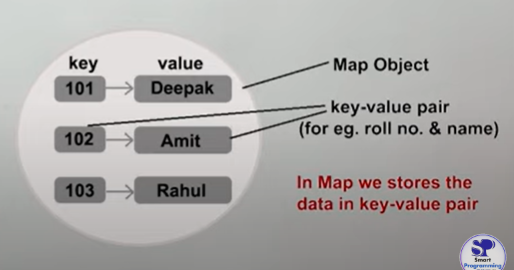 key value
101 Deepak
102 Amit
103 Rahul
Map Object
key-value pair
(for eg. roll no. & name)
In Map we stores the
data in key-value pair
SP
Smart
Programming